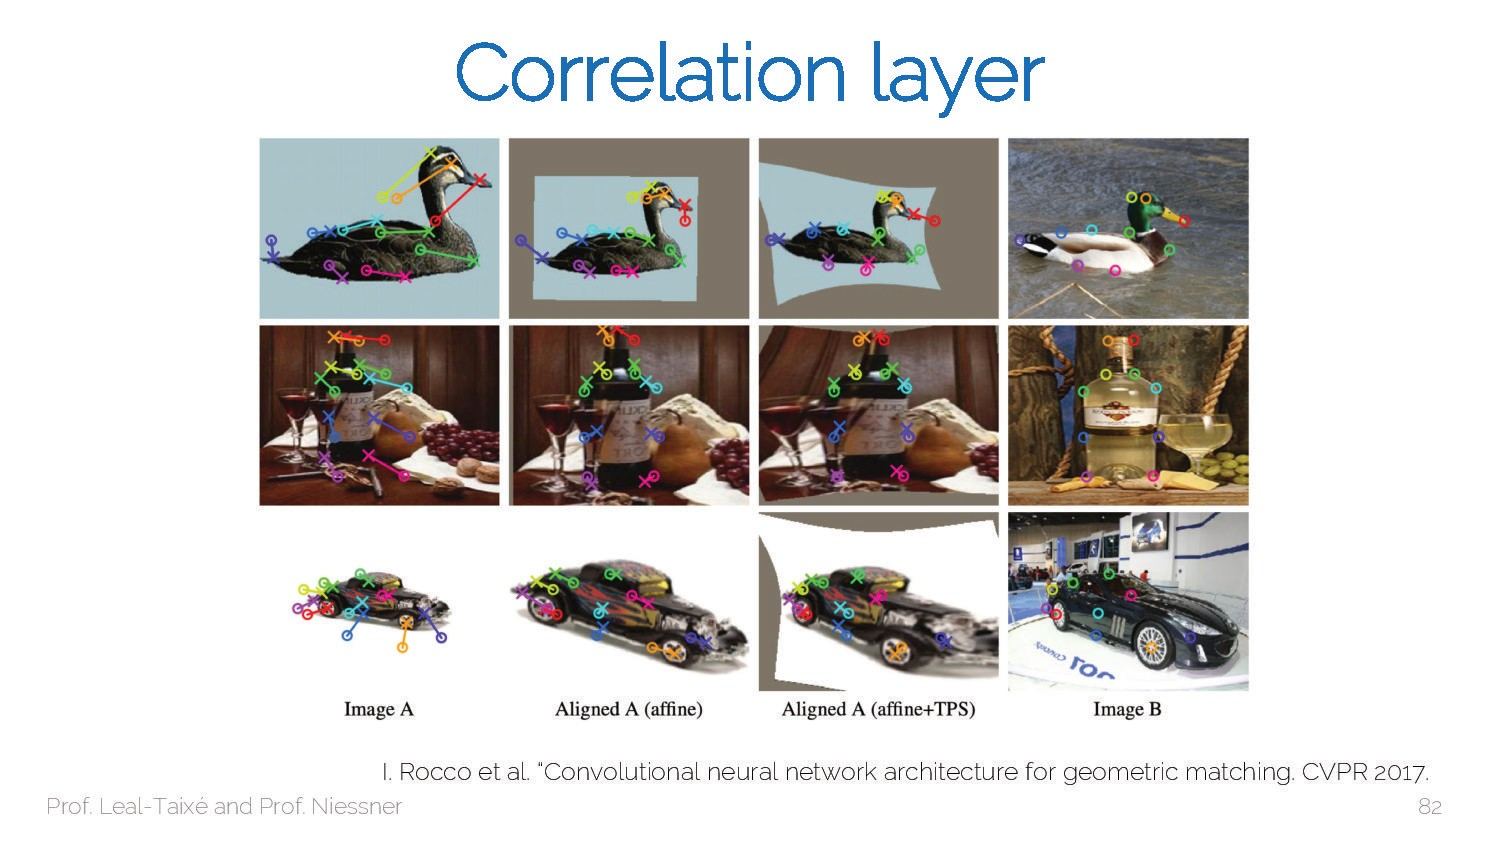 Correlation layer
Image A
Aligned A (affine)
Aligned A (affine+TPS)
Image B
I. Rocco et al. “Convolutional neural network architecture for geometric matching. CVPR 2017.
Prof. Leal-Taixé and Prof. Niessner
82